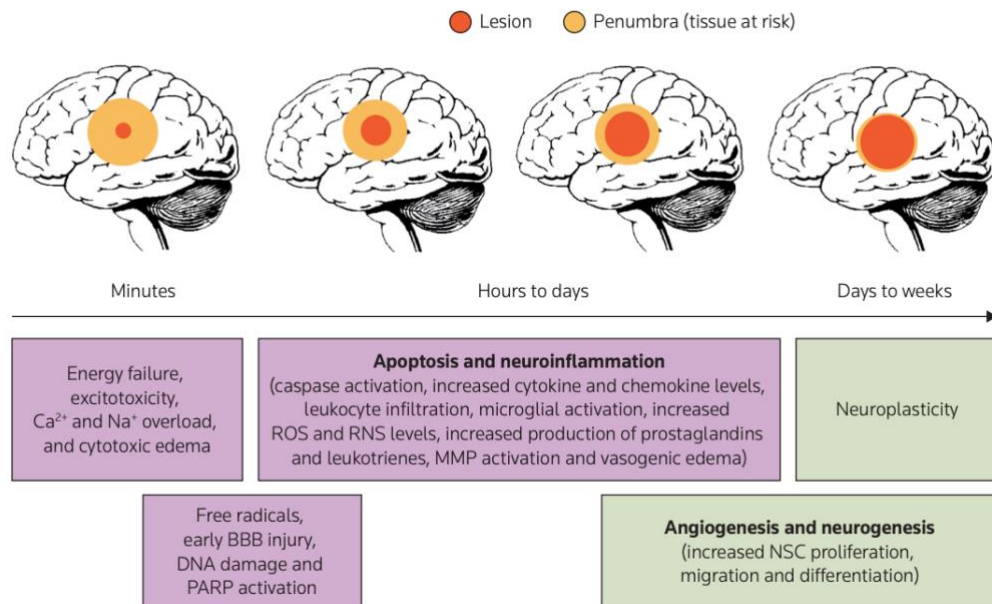 Lesion Penumbra (tissue at risk)
Minutes Hours to days Days to weeks
Energy failure,
excitotoxicity,
Ca²⁺ and Na⁺ overload,
and cytotoxic edema
Apoptosis and neuroinflammation
(caspase activation, increased cytokine and chemokine levels,
leukocyte infiltration, microglial activation, increased
ROS and RNS levels, increased production of prostaglandins
and leukotrienes, MMP activation and vasogenic edema)
Neuroplasticity
Free radicals,
early BBB injury,
DNA damage and
PARP activation
Angiogenesis and neurogenesis
(increased NSC proliferation,
migration and differentiation)